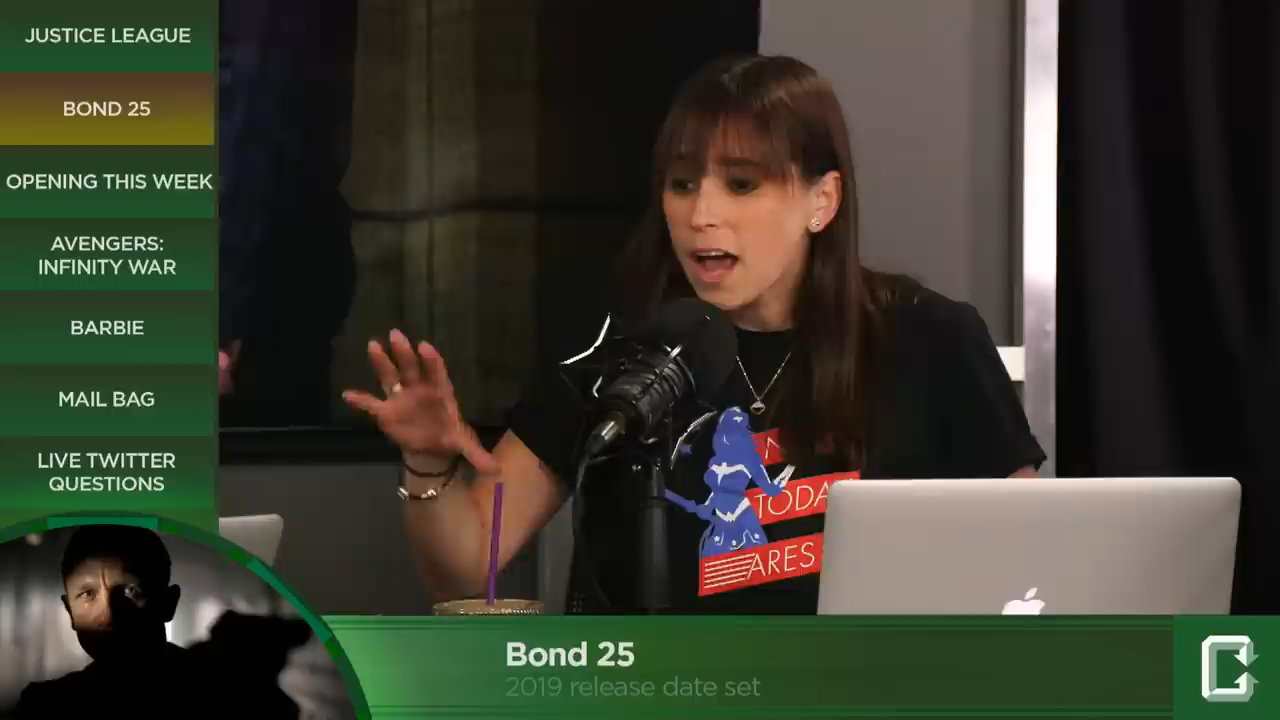 JUSTICE LEAGUE
BOND 25
OPENING THIS WEEK
AVENGERS:
INFINITY WAR
BARBIE
MAIL BAG
LIVE TWITTER
QUESTIONS
TODA
ARES
Bond 25
2019 release date set